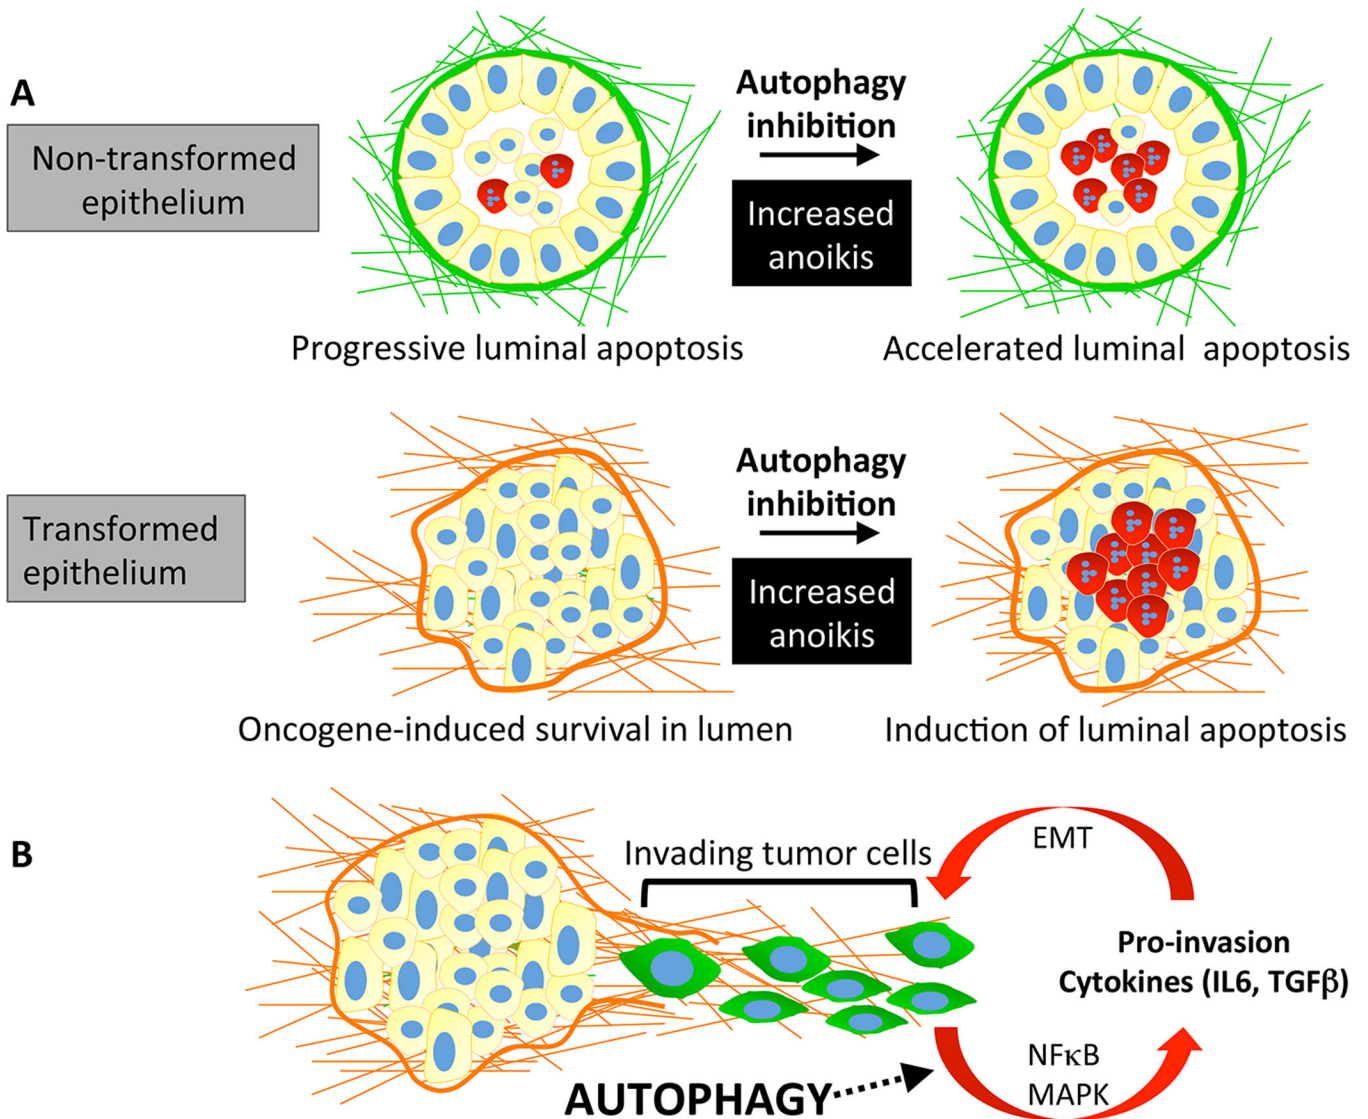 A
Non-transformed
epithelium
Autophagy
inhibition
Increased
anoikis
Progressive luminal apoptosis
Accelerated luminal apoptosis
Transformed
epithelium
Autophagy
inhibition
Increased
anoikis
Oncogene-induced survival in lumen
Induction of luminal apoptosis
B
Invading tumor cells
EMT
Pro-invasion
Cytokines (IL6, TGFβ)
NFκB
MAPK
AUTOPHAGY